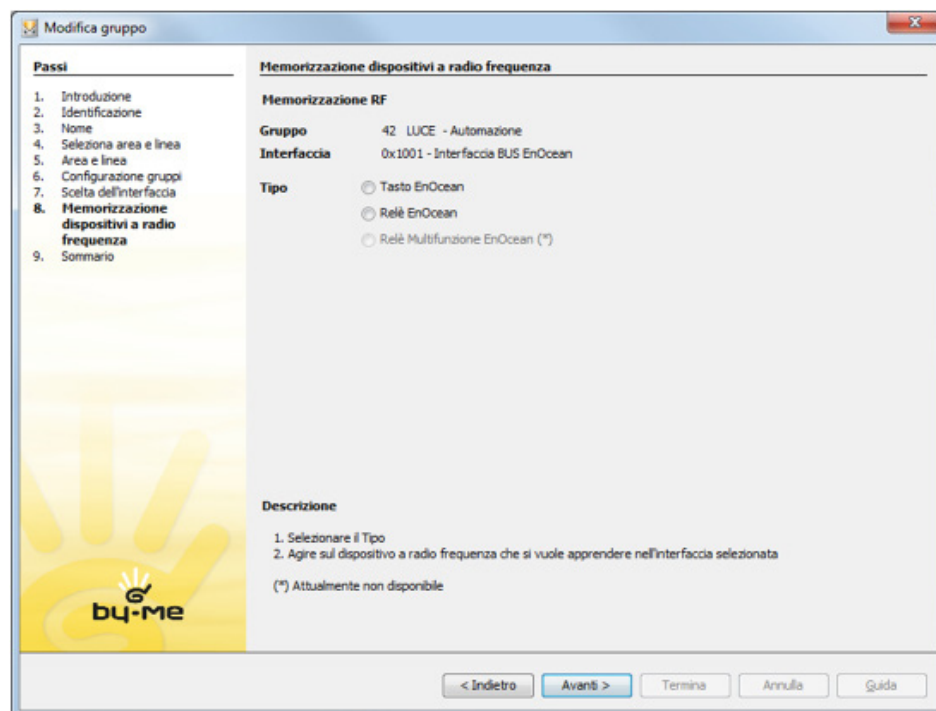 Modifica gruppo
Passi
1. Introduzione
2. Identificazione
3. Nome
4. Seleziona area e linea
5. Area e linea
6. Configurazione gruppi
7. Scelta dell'interfaccia
8. Memorizzazione
dispositivi a radio
frequenza
9. Sommario
by-me
Memorizzazione dispositivi a radio frequenza
Memorizzazione RF
Gruppo 42 LUCE - Automazione
Interfaccia 0x1001 - Interfaccia BUS EnOcean
Tipo Tasto EnOcean
Relè EnOcean
Relè Multifunzione EnOcean (*)
Descrizione
1. Selezionare il Tipo
2. Agire sul dispositivo a radio frequenza che si vuole apprendere nell'interfaccia selezionata
(*) Attualmente non disponibile
< Indietro Avanti > Termina Annulla Guida